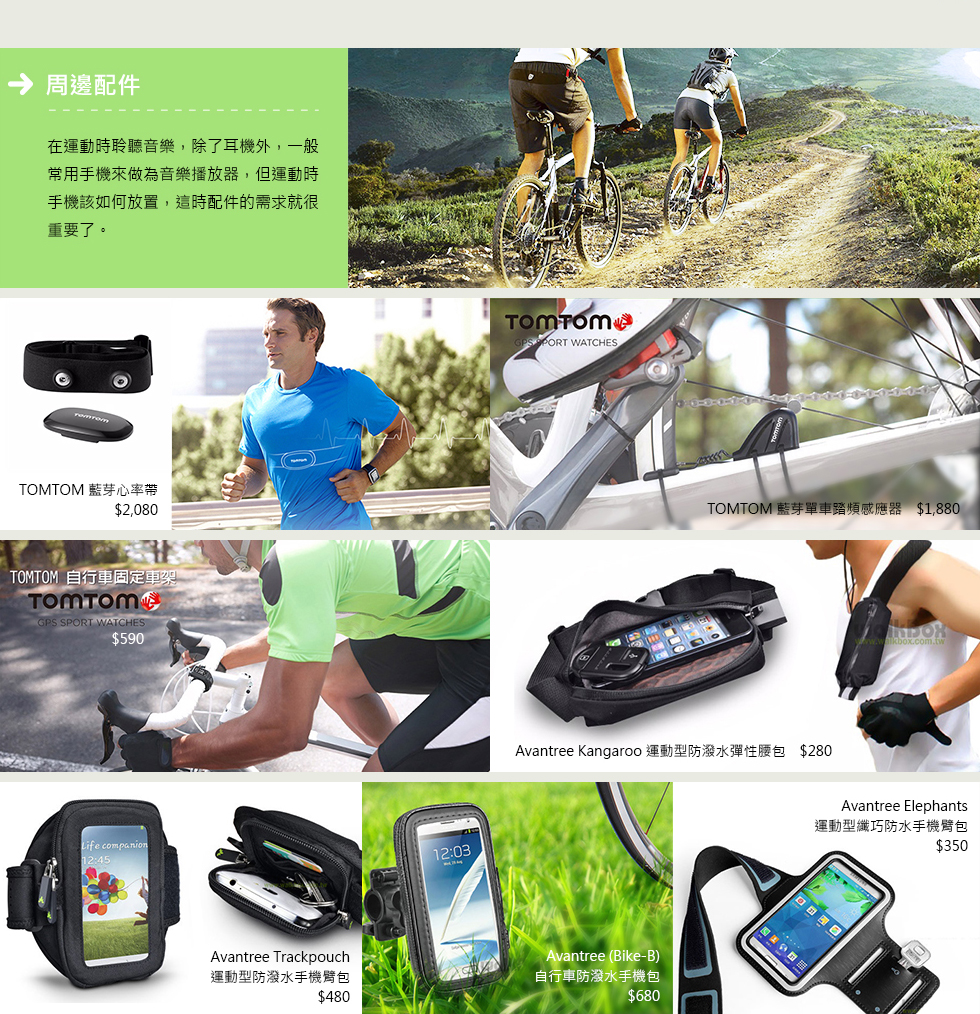 周邊配件
在運動時聆聽音樂，除了耳機外，一般
常用手機來做為音樂播放器，但運動時
手機該如何放置，這時配件的需求就很
重要了。
TOMTOM
TOMTOM 藍芽心率帶
$2,080
TOMTOM
TOMTOM
GPS SPORT WATCHES
TOMTOM
TOMTOM 藍芽單車踏頻感應器 $1,880
TOMTOM 自行車固定車架
TOMTOM
GPS SPORT WATCHES
$590
www.walkbox.com.tw
Avantree Kangaroo 運動型防潑水彈性腰包 $280
Life companion
12:45
Avantree Trackpouch
運動型防潑水手機臂包
$480
12:03
Avantree (Bike-B)
自行車防潑水手機包
$680
Avantree Elephants
運動型纖巧防水手機臂包
$350